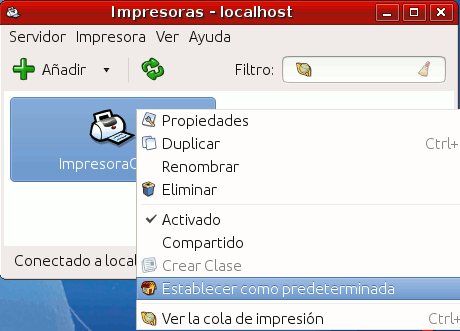 Impresoras - localhost
Servidor Impresora Ver Ayuda
Añadir Filtro:
Propiedades
Duplicar Ctrl+
Renombrar
Eliminar
Activado
Compartido
Crear Clase
Establecer como predeterminada
Ver la cola de impresión Ctrl+
Conectado a local